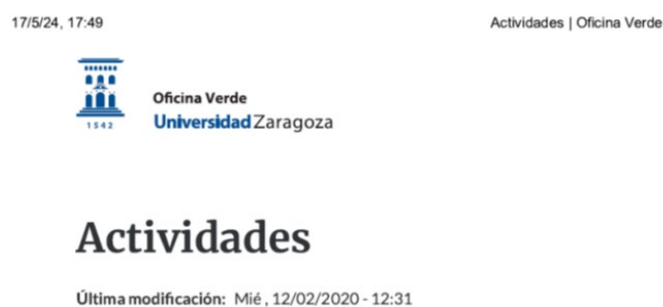 17/5/24, 17:49 Actividades | Oficina Verde
1542
Oficina Verde
Universidad Zaragoza
Actividades
Última modificación: Mié , 12/02/2020 - 12:31